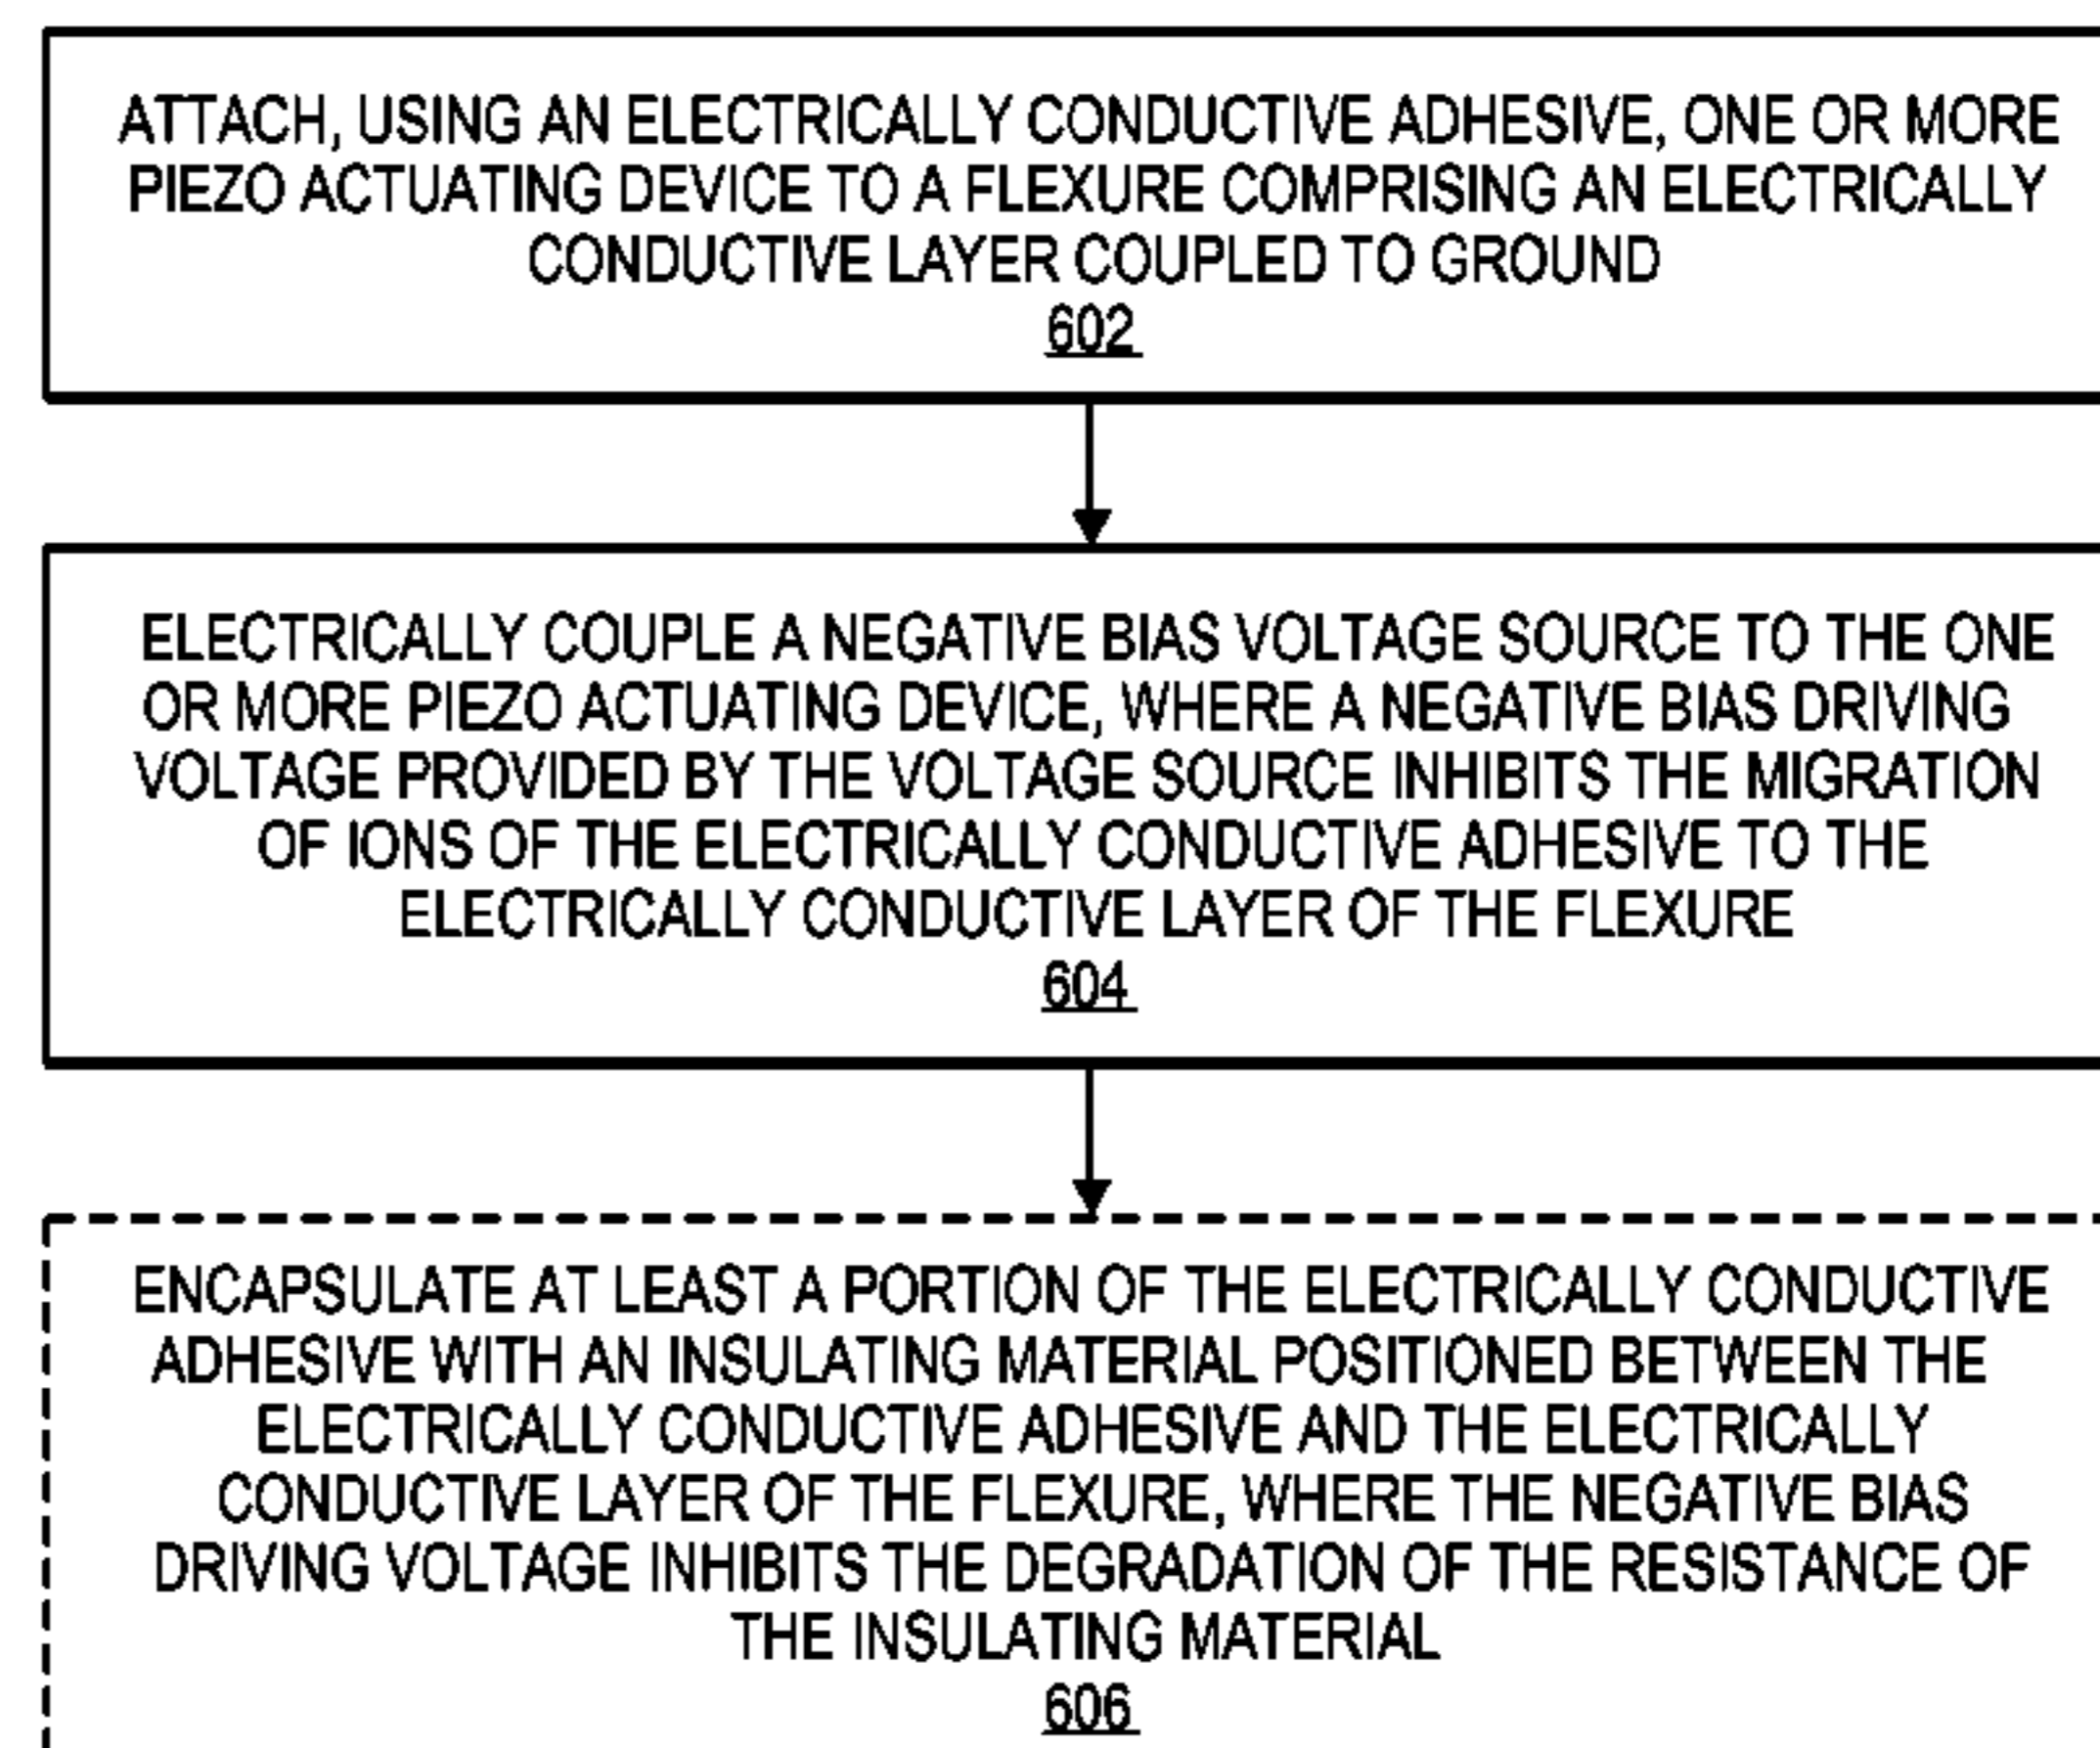 ATTACH, USING AN ELECTRICALLY CONDUCTIVE ADHESIVE, ONE OR MORE
PIEZO ACTUATING DEVICE TO A FLEXURE COMPRISING AN ELECTRICALLY
CONDUCTIVE LAYER COUPLED TO GROUND
602
ELECTRICALLY COUPLE A NEGATIVE BIAS VOLTAGE SOURCE TO THE ONE
OR MORE PIEZO ACTUATING DEVICE, WHERE A NEGATIVE BIAS DRIVING
VOLTAGE PROVIDED BY THE VOLTAGE SOURCE INHIBITS THE MIGRATION
OF IONS OF THE ELECTRICALLY CONDUCTIVE ADHESIVE TO THE
ELECTRICALLY CONDUCTIVE LAYER OF THE FLEXURE
604
ENCAPSULATE AT LEAST A PORTION OF THE ELECTRICALLY CONDUCTIVE
ADHESIVE WITH AN INSULATING MATERIAL POSITIONED BETWEEN THE
ELECTRICALLY CONDUCTIVE ADHESIVE AND THE ELECTRICALLY
CONDUCTIVE LAYER OF THE FLEXURE, WHERE THE NEGATIVE BIAS
DRIVING VOLTAGE INHIBITS THE DEGRADATION OF THE RESISTANCE OF
THE INSULATING MATERIAL
606